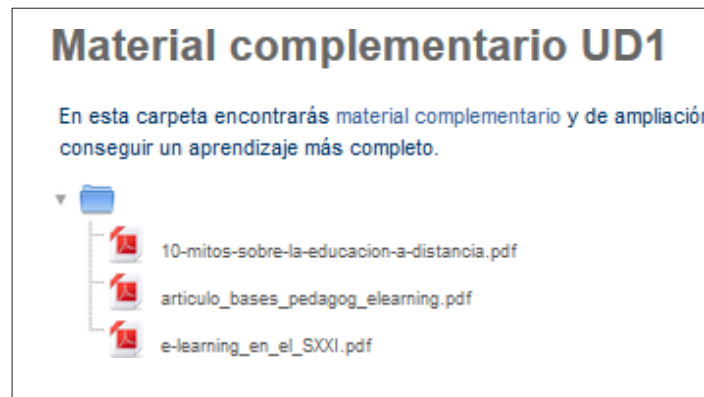 Material complementario UD1
En esta carpeta encontrarás material complementario y de ampliación
conseguir un aprendizaje más completo.
10-mitos-sobre-la-educacion-a-distancia.pdf
articulo_bases_pedagog_elearning.pdf
e-learning_en_el_SXXI.pdf